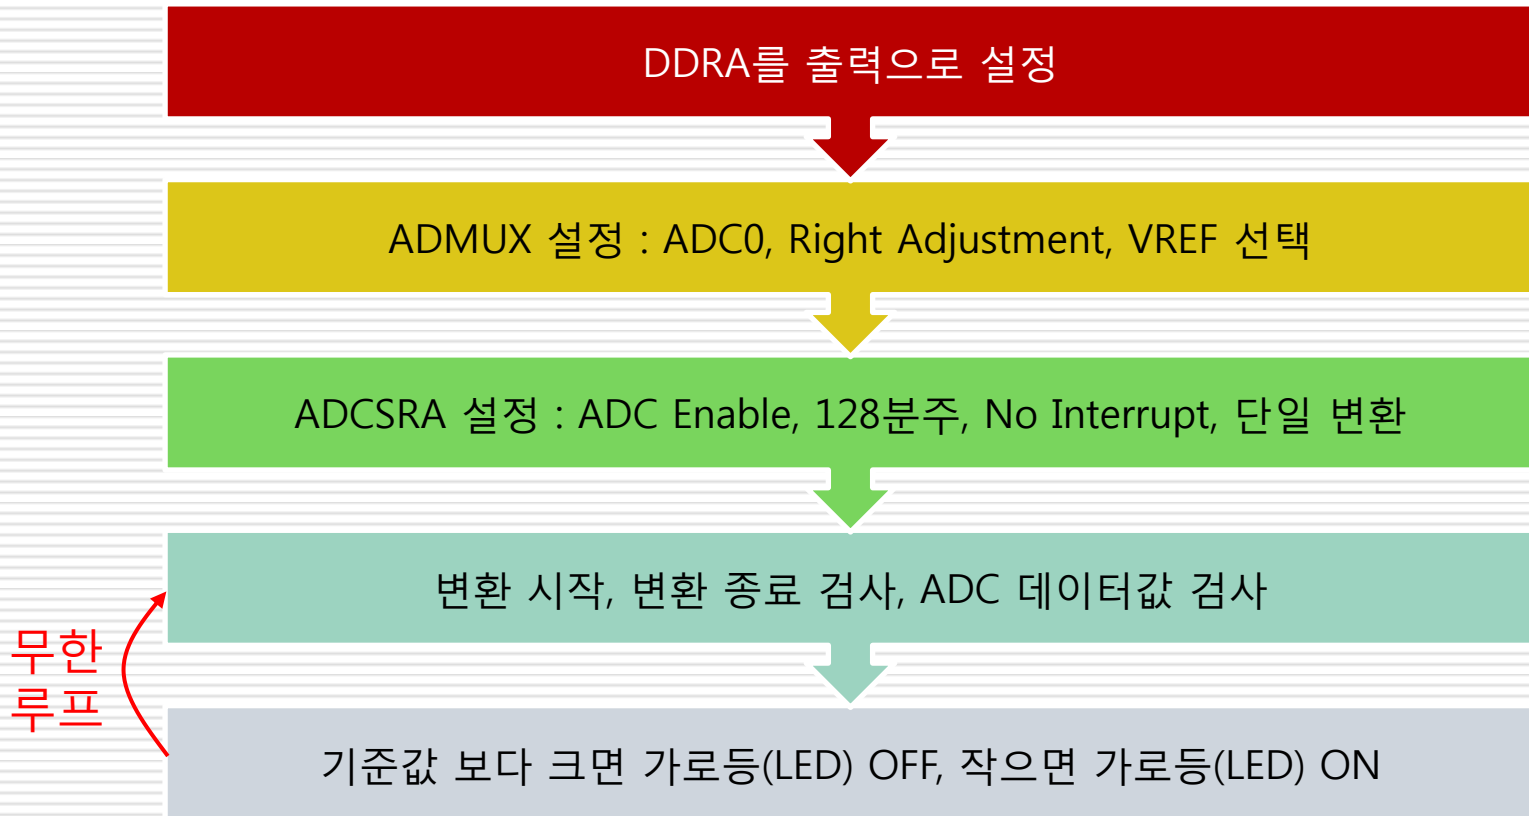 DDRA를 출력으로 설정
ADMUX 설정 : ADC0, Right Adjustment, VREF 선택
ADCSRA 설정 : ADC Enable, 128분주, No Interrupt, 단일 변환
변환 시작, 변환 종료 검사, ADC 데이터값 검사
무한
루프
기준값 보다 크면 가로등(LED) OFF, 작으면 가로등(LED) ON